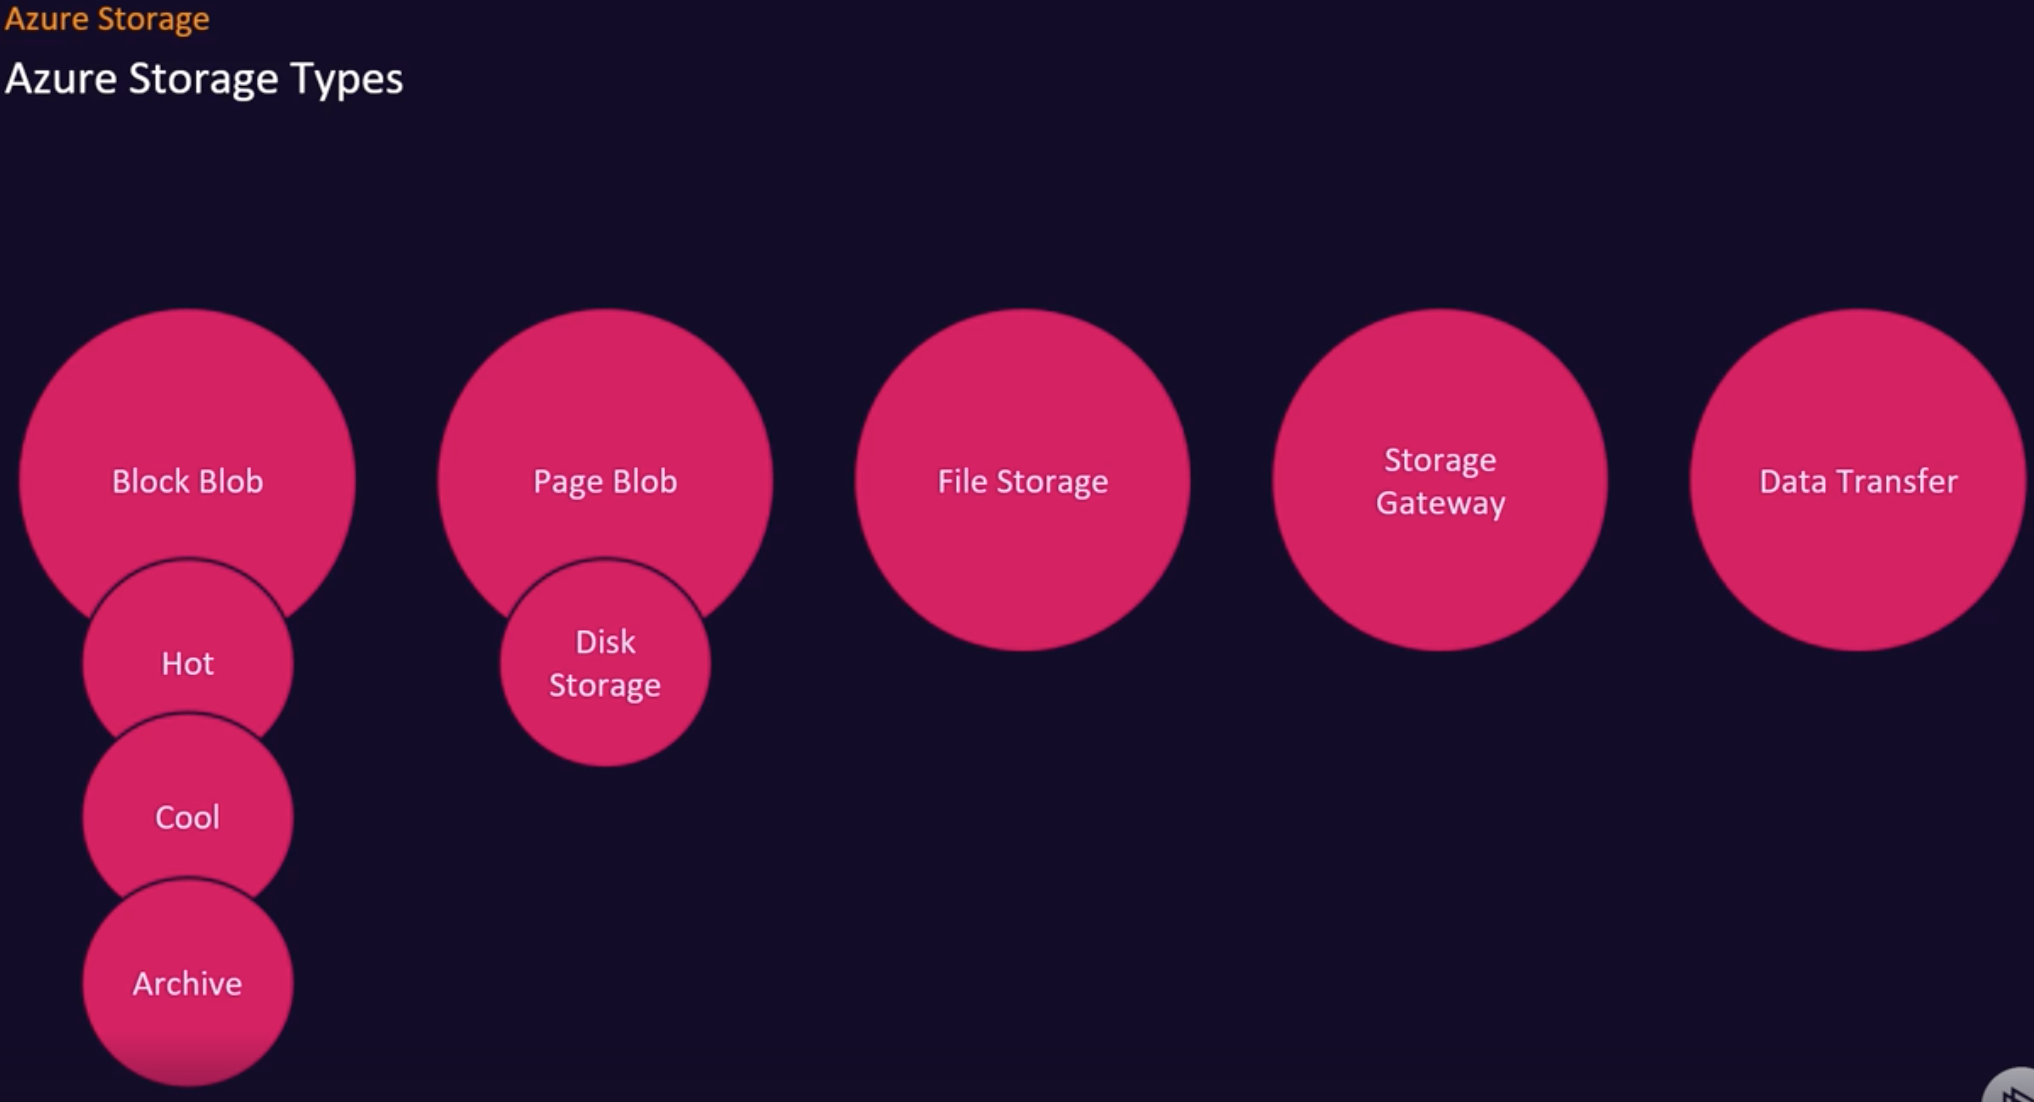 Azure Storage
Azure Storage Types
Block Blob
Hot
Cool
Archive
Page Blob
Disk
Storage
File Storage
Storage
Gateway
Data Transfer